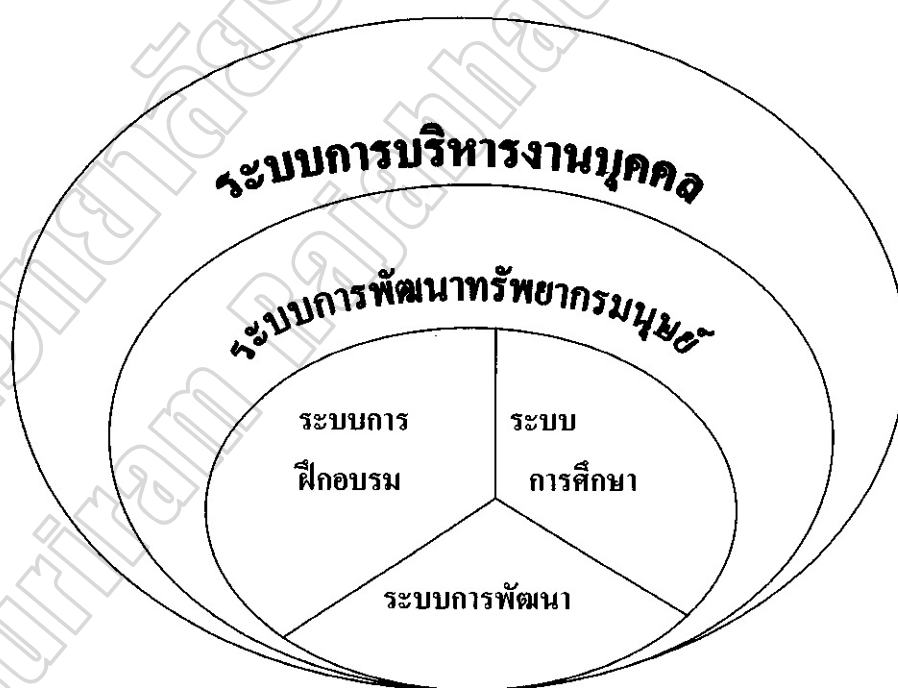 ระบบการบริหารงานบุคคล
ระบบการพัฒนาทรัพยากรมนุษย์
ระบบการ
ฝึกอบรม
ระบบ
การศึกษา
ระบบการพัฒนา
Buriram Rajabhat